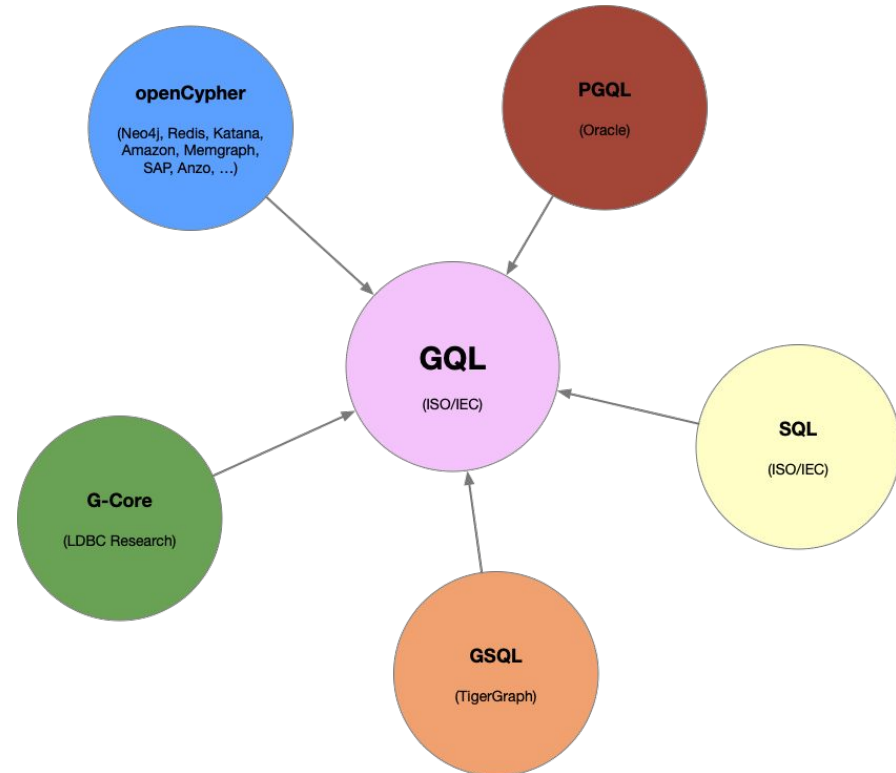 openCypher
(Neo4j, Redis, Katana,
Amazon, Memgraph,
SAP, Anzo, ...)
PGQL
(Oracle)
GQL
(ISO/IEC)
SQL
(ISO/IEC)
G-Core
(LDBC Research)
GSQL
(TigerGraph)